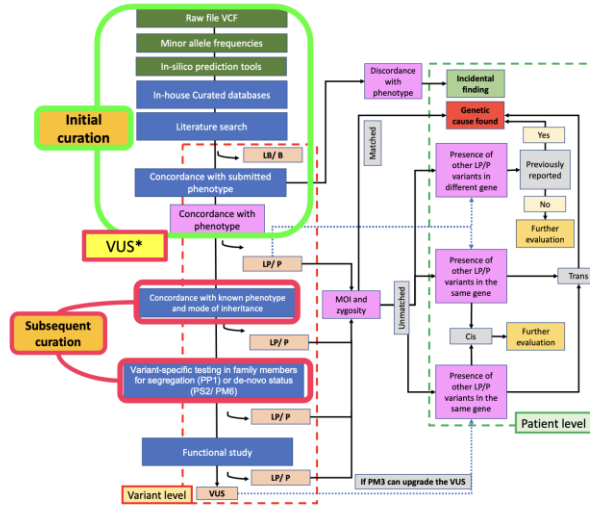 Raw file VCF
Minor allele frequencies
In-silico prediction tools
In-house Curated databases
Literature search
Initial
curation
LB/ B
Concordance with submitted
phenotype
Concordance with
phenotype
VUS*
LP/ P
Concordance with known phenotype
and mode of inheritance
Subsequent
curation
LP/ P
Variant-specific testing in family members
for segregation (PP1) or de-novo status
(PS2/ PM6)
LP/ P
Functional study
LP/ P
VUS
Variant level
Discordance
with
phenotype
Incidental
finding
Genetic
cause found
Matched
MOI and
zygosity
Unmatched
Presence of
other LP/P
variants in
different gene
Yes
Previously
reported
No
Further
evaluation
Presence of
other LP/P
variants in
the same
gene
Trans
Cis
Further
evaluation
Presence of
other LP/P
variants In the
same gene
Patient level
If PM3 can upgrade the VUS